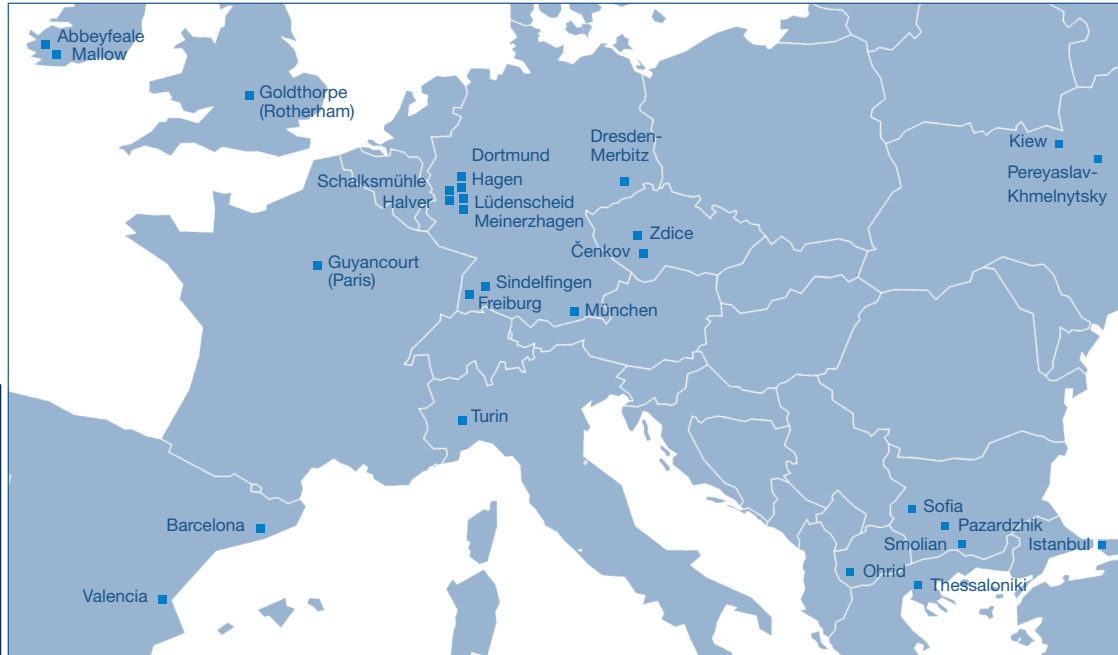 Abbeyfeale
Mallow
Goldthorpe
(Rotherham)
Dresden-
Merbitz
Kiew
Pereyaslav-
Khmelnytsky
Dortmund
Schalksmühle
Hagen
Halver
Lüdenscheid
Meinerzhagen
Zdice
Čenkov
Guyancourt
(Paris)
Sindelfingen
Freiburg
München
Turin
Barcelona
Sofia
Pazardzhik
Smolian
Istanbul
Ohrid
Thessaloniki
Valencia